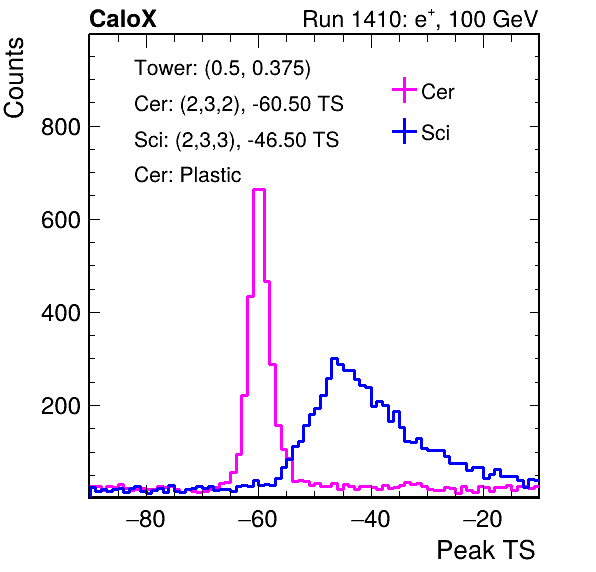 CaloX Run 1410: e⁺, 100 GeV
Counts
Tower: (0.5, 0.375)
Cer: (2,3,2), -60.50 TS
Sci: (2,3,3), -46.50 TS
Cer: Plastic
Cer
Sci
800
600
400
200
−80 −60 −40 −20
Peak TS